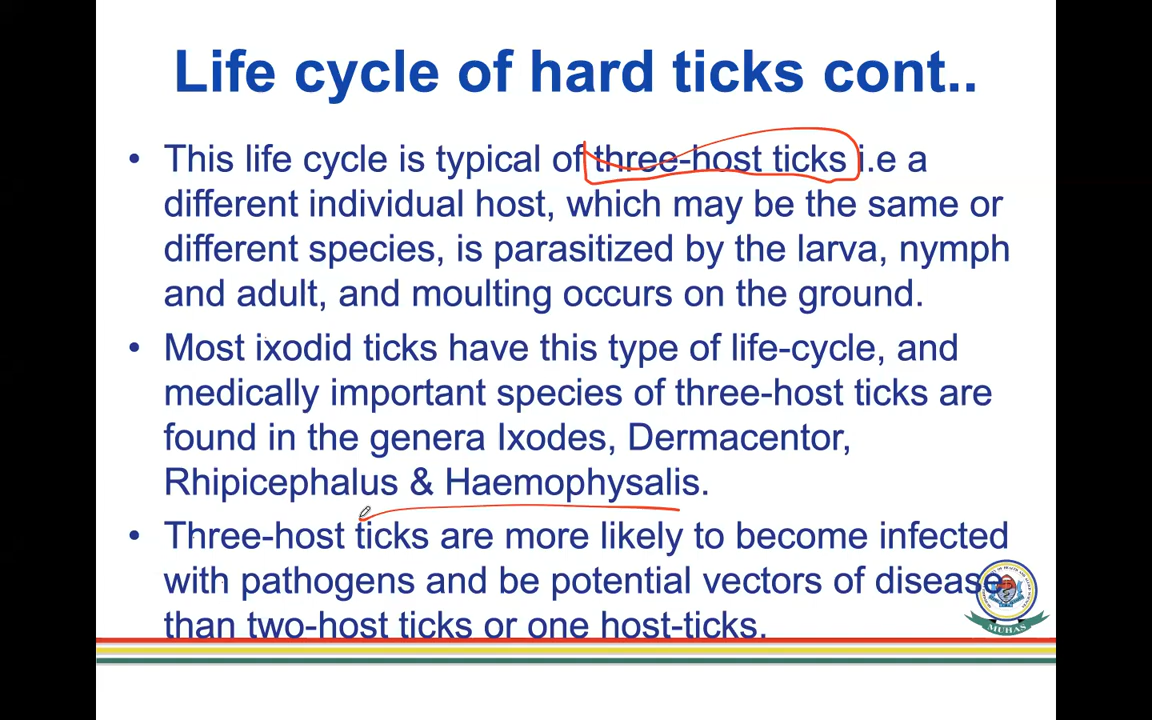 Life cycle of hard ticks cont..
• This life cycle is typical of three-host ticks i.e a
different individual host, which may be the same or
different species, is parasitized by the larva, nymph
and adult, and moulting occurs on the ground.
• Most ixodid ticks have this type of life-cycle, and
medically important species of three-host ticks are
found in the genera Ixodes, Dermacentor,
Rhipicephalus & Haemophysalis.
• Three-host ticks are more likely to become infected
with pathogens and be potential vectors of disease
than two-host ticks or one host-ticks.
MUHAS